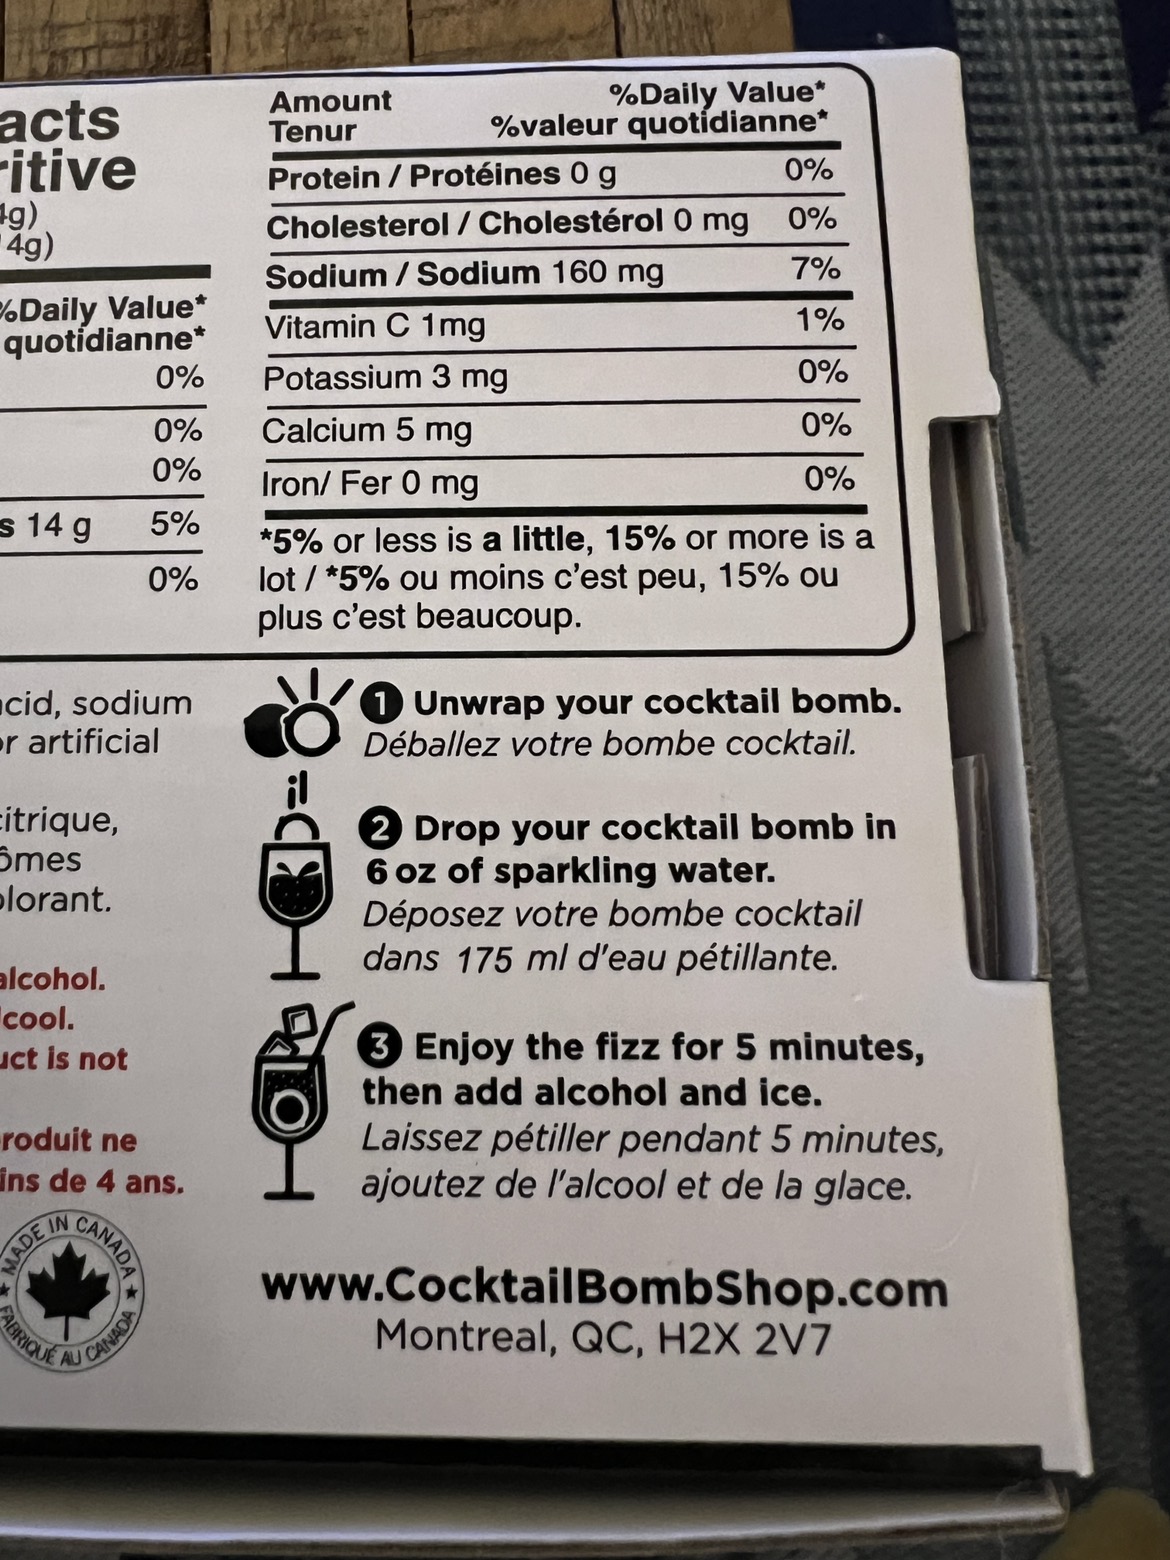 acts
ritive
4g)
4g)
%Daily Value*
quotidianne*
0%
0%
0%
s 14 g 5%
0%
Amount %Daily Value*
Tenur %valeur quotidianne*
Protein / Protéines 0 g 0%
Cholesterol / Cholestérol 0 mg 0%
Sodium / Sodium 160 mg 7%
Vitamin C 1mg 1%
Potassium 3 mg 0%
Calcium 5 mg 0%
Iron/ Fer 0 mg 0%
*5% or less is a little, 15% or more is a
lot / *5% ou moins c'est peu, 15% ou
plus c'est beaucoup.
acid, sodium
or artificial
citrique,
ômes
olorant.
alcohol.
lcool.
uct is not
roduit ne
ins de 4 ans.
MADE IN CANADA
FABRIQUÉ AU CANADA
1 Unwrap your cocktail bomb.
Déballez votre bombe cocktail.
2 Drop your cocktail bomb in
6 oz of sparkling water.
Déposez votre bombe cocktail
dans 175 ml d'eau pétillante.
3 Enjoy the fizz for 5 minutes,
then add alcohol and ice.
Laissez pétiller pendant 5 minutes,
ajoutez de l'alcool et de la glace.
www.CocktailBombShop.com
Montreal, QC, H2X 2V7